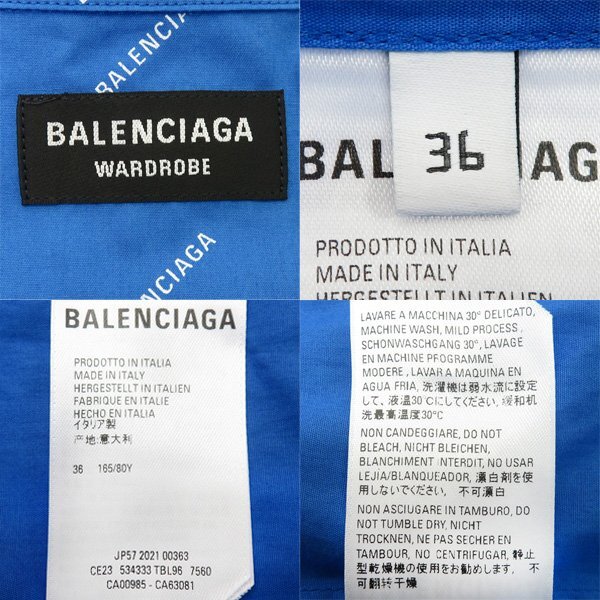 BALENCIAGA
BALENCIAGA
WARDROBE
BALENCIAGA
36
PRODOTTO IN ITALIA
MADE IN ITALY
HERGESTELLT IN ITALIEN
BALENCIAGA
PRODOTTO IN ITALIA
MADE IN ITALY
HERGESTELLT IN ITALIEN
FABRIQUE EN ITALIE
HECHO EN ITALIA
イタリア製
产地:意大利
36 165/80Y
JP57 2021 00363
CE23 534333 TBL96 7560
CA00985 - CA63081
LAVARE A MACCHINA 30° DELICATO,
MACHINE WASH, MILD PROCESS,
SCHONWASCHGANG 30°, LAVAGE
EN MACHINE PROGRAMME
MODERE, LAVAR A MAQUINA EN
AGUA FRIA, 洗濯機は弱水流に設定
して、液温30℃にしてください, 缓和机
洗最高温度30℃
NON CANDEGGIARE, DO NOT
BLEACH, NICHT BLEICHEN,
BLANCHIMENT INTERDIT, NO USAR
LEJÍA/BLANQUEADOR, 漂白剤を使
用しないでください, 不可漂白
NON ASCIUGARE IN TAMBURO, DO
NOT TUMBLE DRY, NICHT
TROCKNEN, NE PAS SECHER EN
TAMBOUR, NO CENTRIFUGAR, 静止
型乾燥機の使用をお勧めします, 不
可翻转干燥